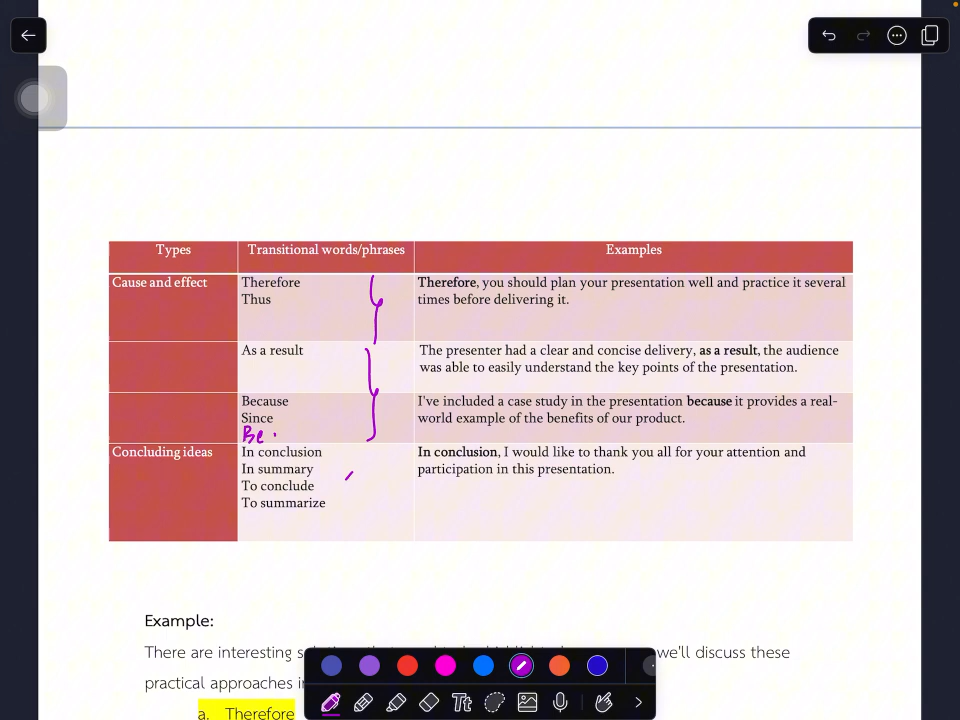 Types Transitional words/phrases Examples
Cause and effect
Therefore
Thus
Therefore, you should plan your presentation well and practice it several
times before delivering it.
As a result
The presenter had a clear and concise delivery, as a result, the audience
was able to easily understand the key points of the presentation.
Because
Since
Be
I've included a case study in the presentation because it provides a real-
world example of the benefits of our product.
Concluding ideas
In conclusion
In summary
To conclude
To summarize
In conclusion, I would like to thank you all for your attention and
participation in this presentation.
Example:
There are interesting we'll discuss these
practical approaches
a. Therefore
Tt